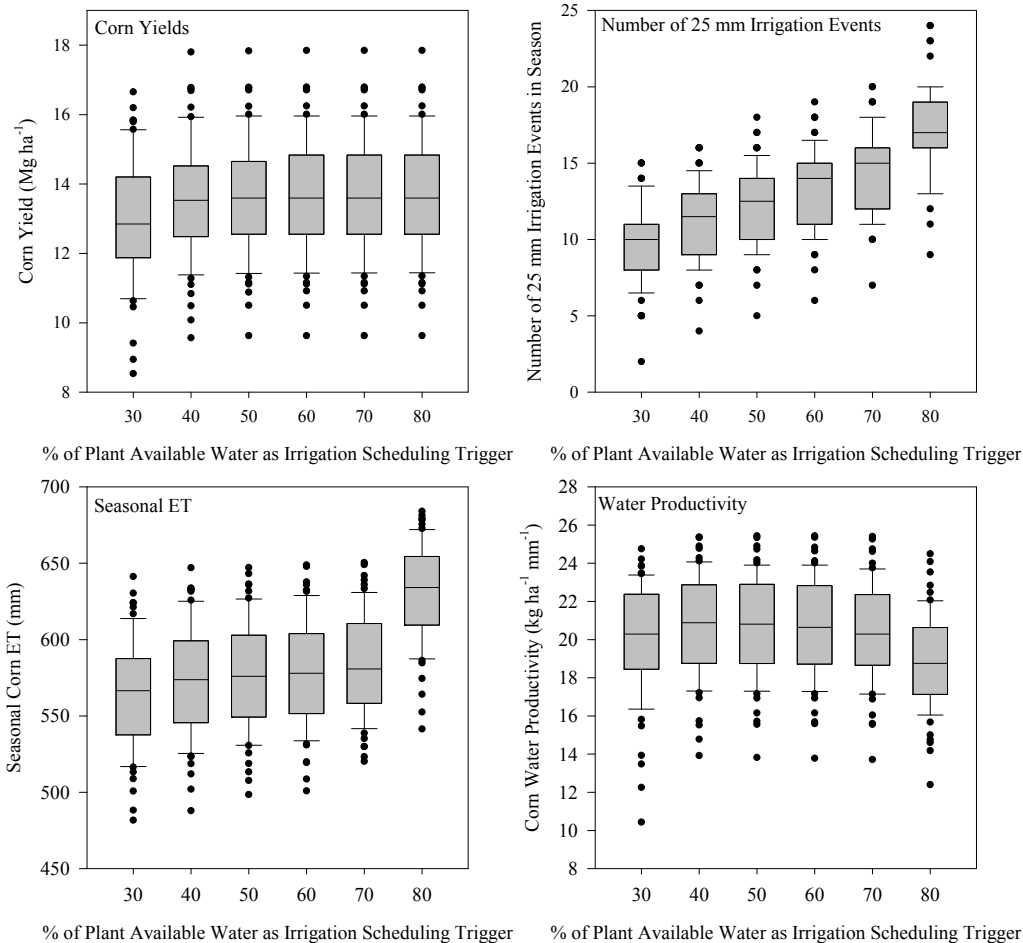 Corn Yields
Corn Yield (Mg ha⁻¹)
18
16
14
12
10
8
30 40 50 60 70 80
% of Plant Available Water as Irrigation Scheduling Trigger
Number of 25 mm Irrigation Events
Number of 25 mm Irrigation Events in Season
25
20
15
10
5
0
30 40 50 60 70 80
% of Plant Available Water as Irrigation Scheduling Trigger
Seasonal ET
Seasonal Corn ET (mm)
700
650
600
550
500
450
30 40 50 60 70 80
% of Plant Available Water as Irrigation Scheduling Trigger
Water Productivity
Corn Water Productivity (kg ha⁻¹ mm⁻¹)
28
26
24
22
20
18
16
14
12
10
8
30 40 50 60 70 80
% of Plant Available Water as Irrigation Scheduling Trigger